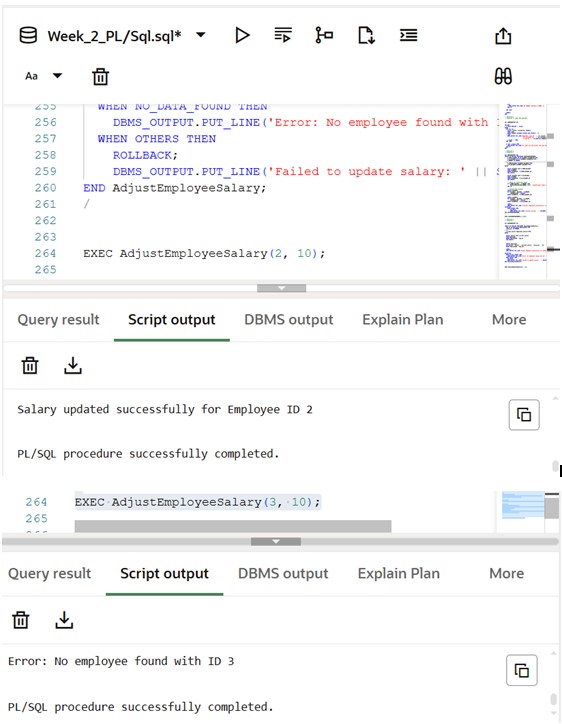 Week_2_PL/Sql.sql*
Aa
255 WHEN NO_DATA_FOUND THEN
256 DBMS_OUTPUT.PUT_LINE('Error: No employee found with
257 WHEN OTHERS THEN
258 ROLLBACK;
259 DBMS_OUTPUT.PUT_LINE('Failed to update salary: ' ||
260 END AdjustEmployeeSalary;
261 /
262
263
264 EXEC AdjustEmployeeSalary(2, 10);
265
Query result Script output DBMS output Explain Plan More
Salary updated successfully for Employee ID 2
PL/SQL procedure successfully completed.
264 EXEC AdjustEmployeeSalary(3, 10);
265
Query result Script output DBMS output Explain Plan More
Error: No employee found with ID 3
PL/SQL procedure successfully completed.